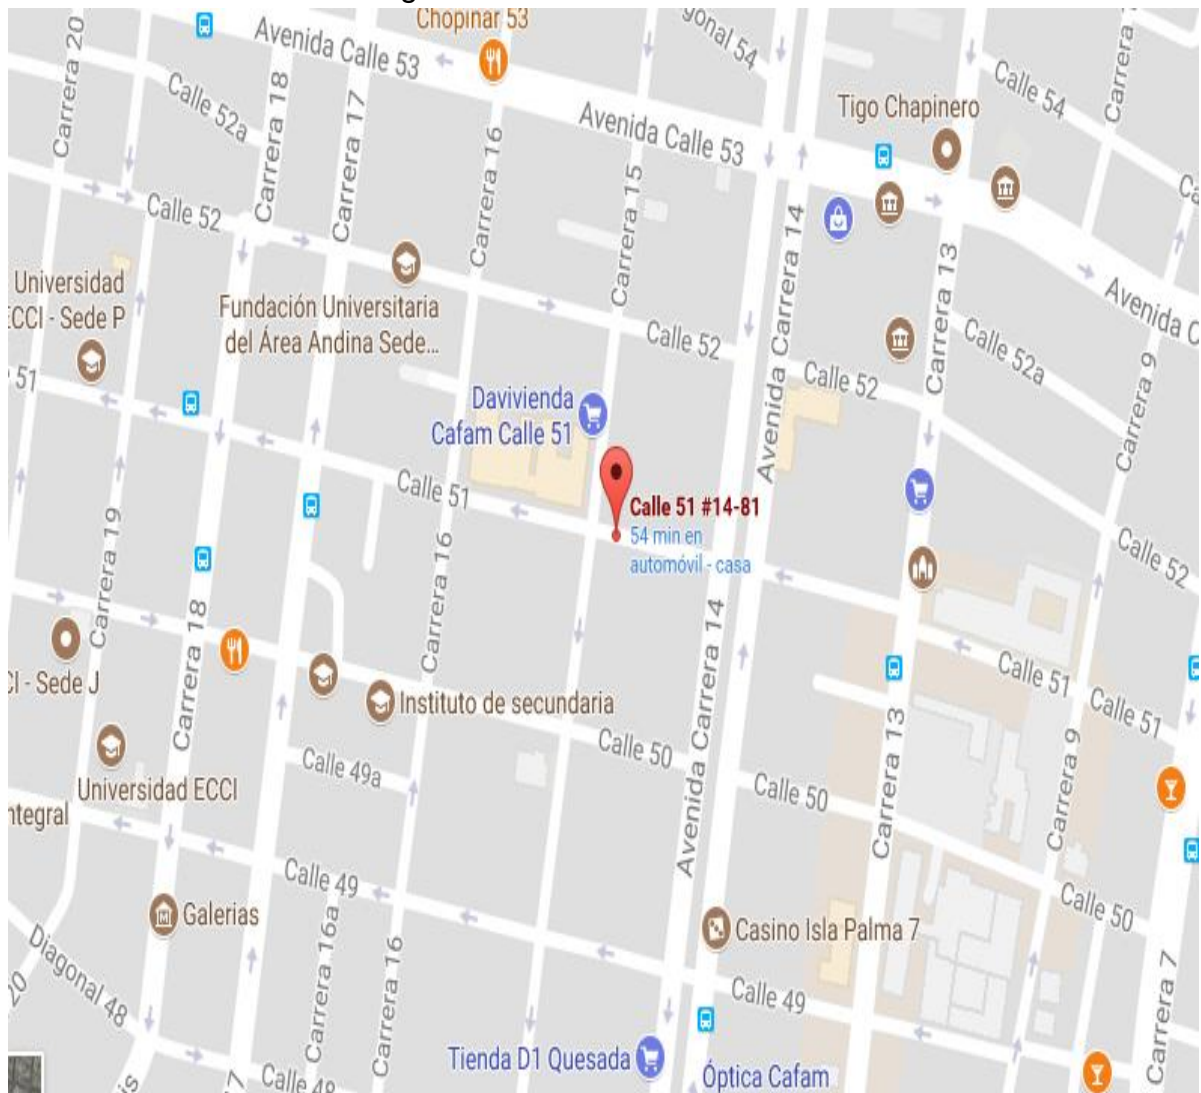 Chopinar 53
Avenida Calle 53
Carrera 20
Calle 52a
Carrera 18
Carrera 17
Carrera 16
Avenida Calle 53
Carrera 15
Tigo Chapinero
Calle 54
Carrera
Calle 52
Universidad
ECCI - Sede P
Fundación Universitaria
del Área Andina Sede...
Calle 52
Avenida Carrera 14
Carrera 13
Avenida C
Calle 52a
Calle 52
Carrera 9
51
Davivienda
Cafam Calle 51
Calle 51
Calle 51 #14-81
54 min en
automóvil - casa
Calle 52
Carrera 19
Carrera 18
Carrera 16
Avenida Carrera 14
CI - Sede J
Instituto de secundaria
Calle 51
Calle 51
Calle 50
Calle 49a
Universidad ECCI
ntegral
Calle 50
Carrera 13
Carrera 9
Calle 49
Galerias
Carrera 16a
Carrera 16
Casino Isla Palma 7
Calle 50
Diagonal 48
20
Calle 49
Carrera 7
Tienda D1 Quesada
Óptica Cafam